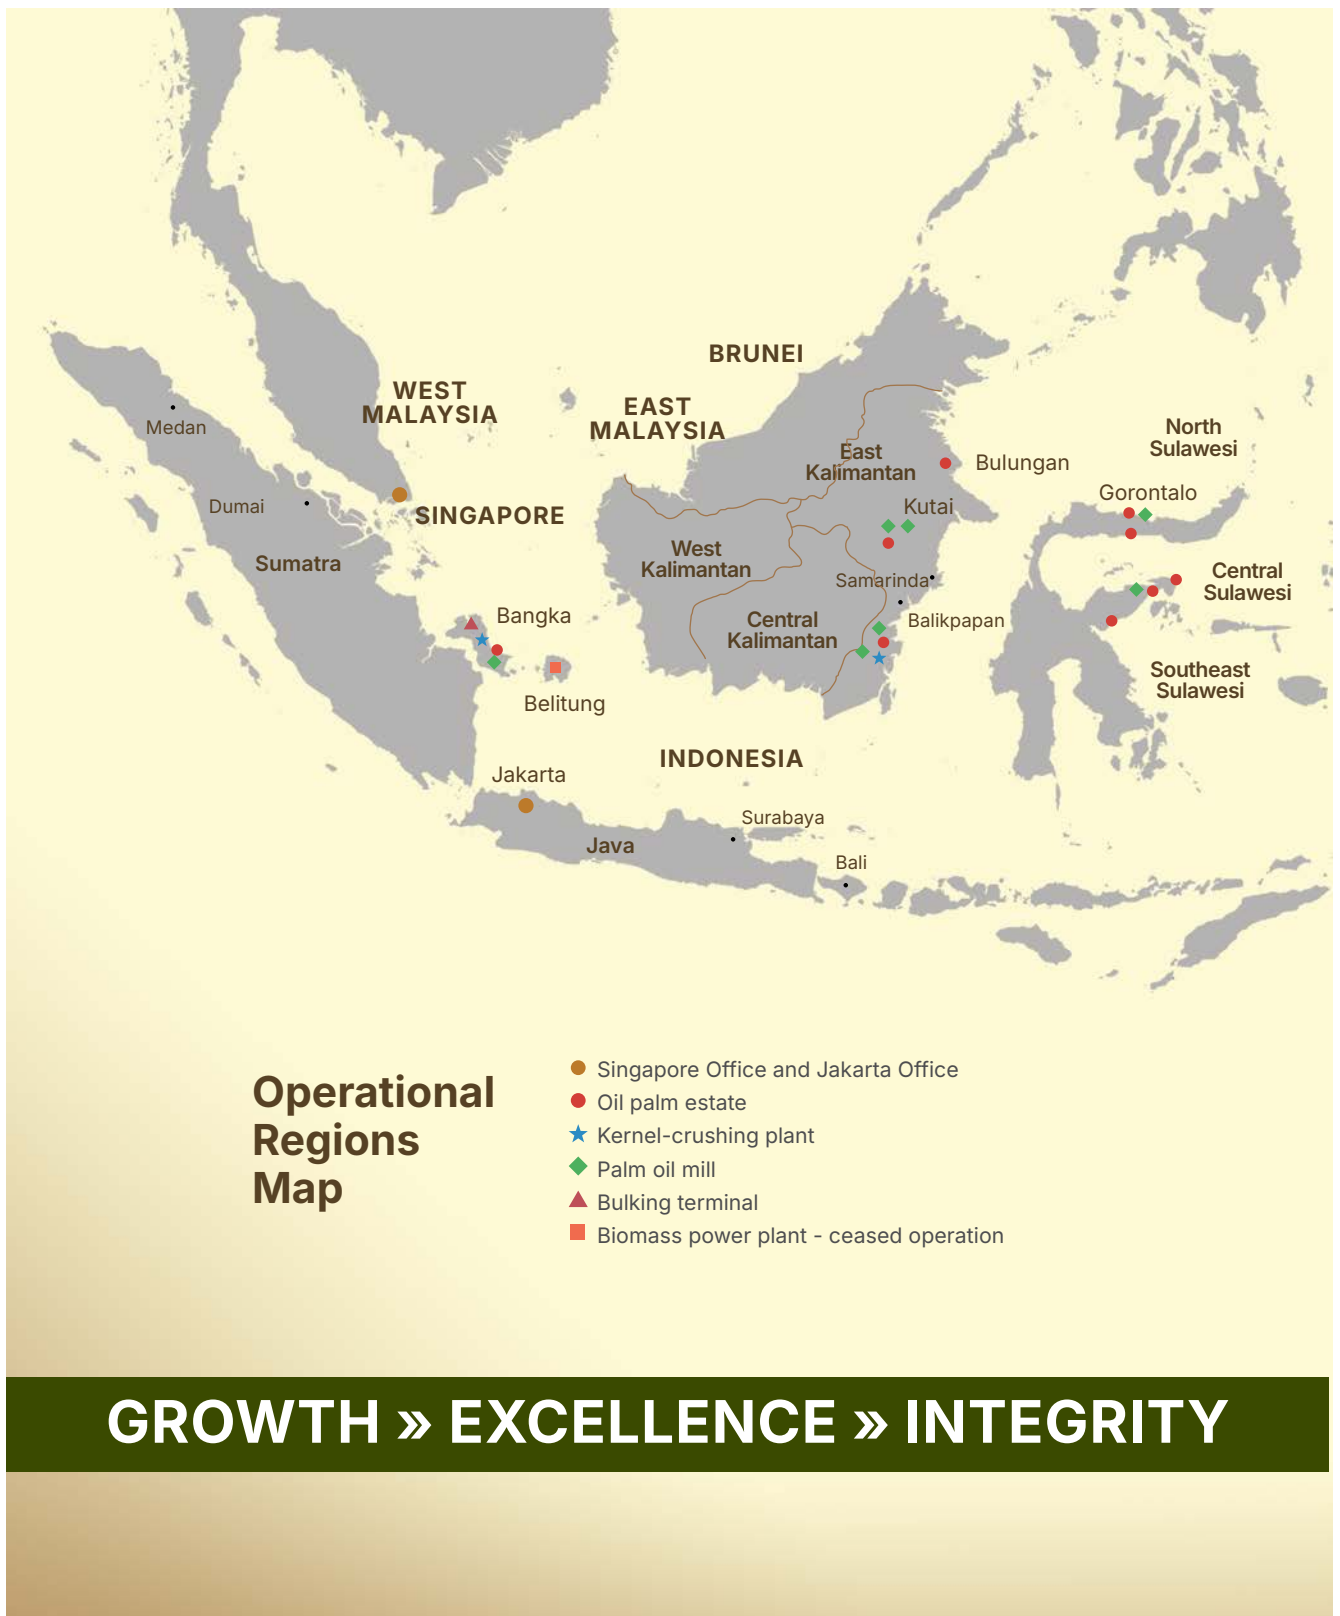 BRUNEI
WEST
MALAYSIA
EAST
MALAYSIA
Medan
North
Sulawesi
East
Kalimantan
Bulungan
Gorontalo
Dumai
SINGAPORE
Kutai
Sumatra
West
Kalimantan
Samarinda
Central
Sulawesi
Bangka
Central
Kalimantan
Balikpapan
Southeast
Sulawesi
Belitung
INDONESIA
Jakarta
Surabaya
Java
Bali
Operational
Regions
Map
Singapore Office and Jakarta Office
Oil palm estate
Kernel-crushing plant
Palm oil mill
Bulking terminal
Biomass power plant - ceased operation
GROWTH » EXCELLENCE » INTEGRITY